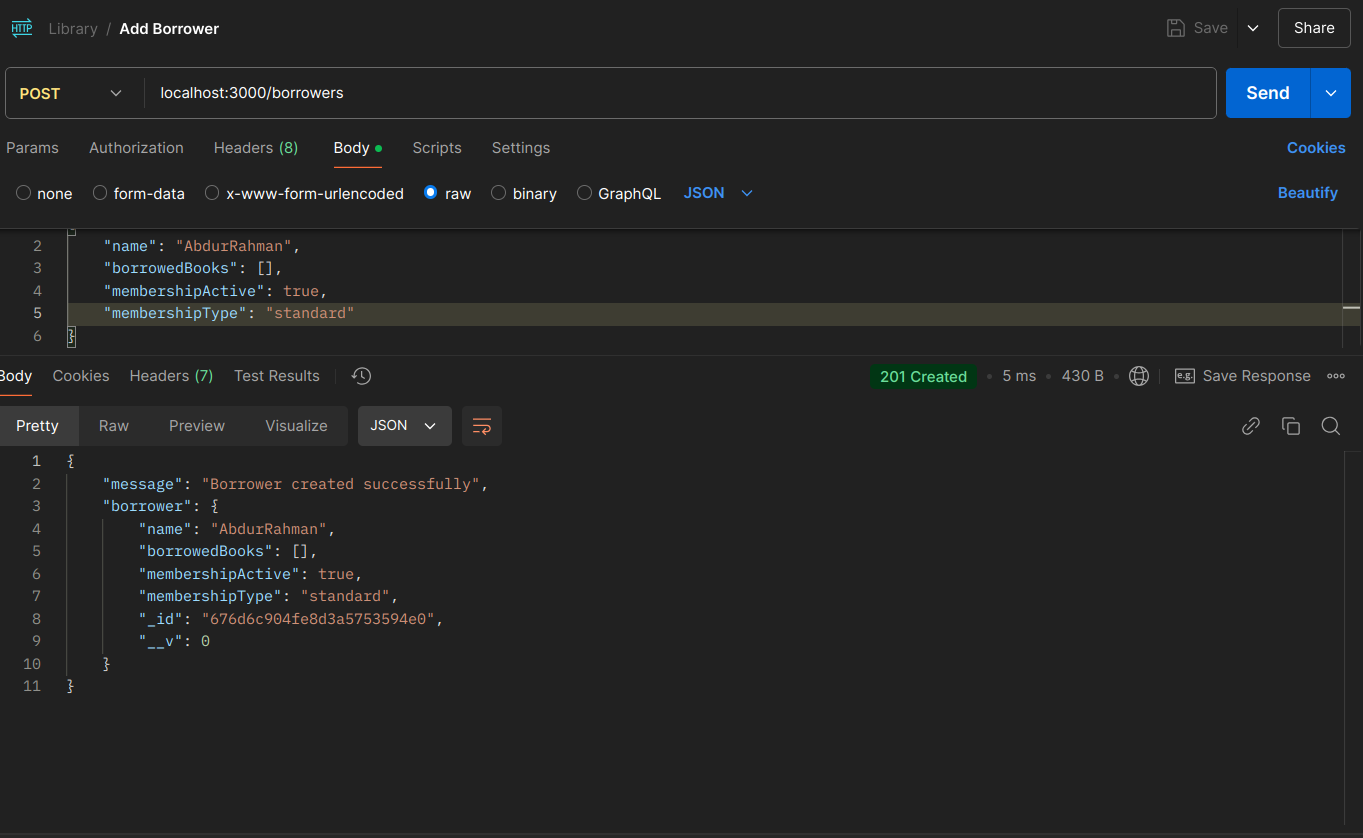 HTTP Library / Add Borrower Save Share
POST localhost:3000/borrowers Send
Params Authorization Headers (8) Body Scripts Settings Cookies
none form-data x-www-form-urlencoded raw binary GraphQL JSON Beautify
2 "name": "AbdurRahman",
3 "borrowedBooks": [],
4 "membershipActive": true,
5 "membershipType": "standard"
6 }
Body Cookies Headers (7) Test Results 201 Created 5 ms 430 B e.g. Save Response
Pretty Raw Preview Visualize JSON
1 {
2 "message": "Borrower created successfully",
3 "borrower": {
4 "name": "AbdurRahman",
5 "borrowedBooks": [],
6 "membershipActive": true,
7 "membershipType": "standard",
8 "_id": "676d6c904fe8d3a5753594e0",
9 "__v": 0
10 }
11 }